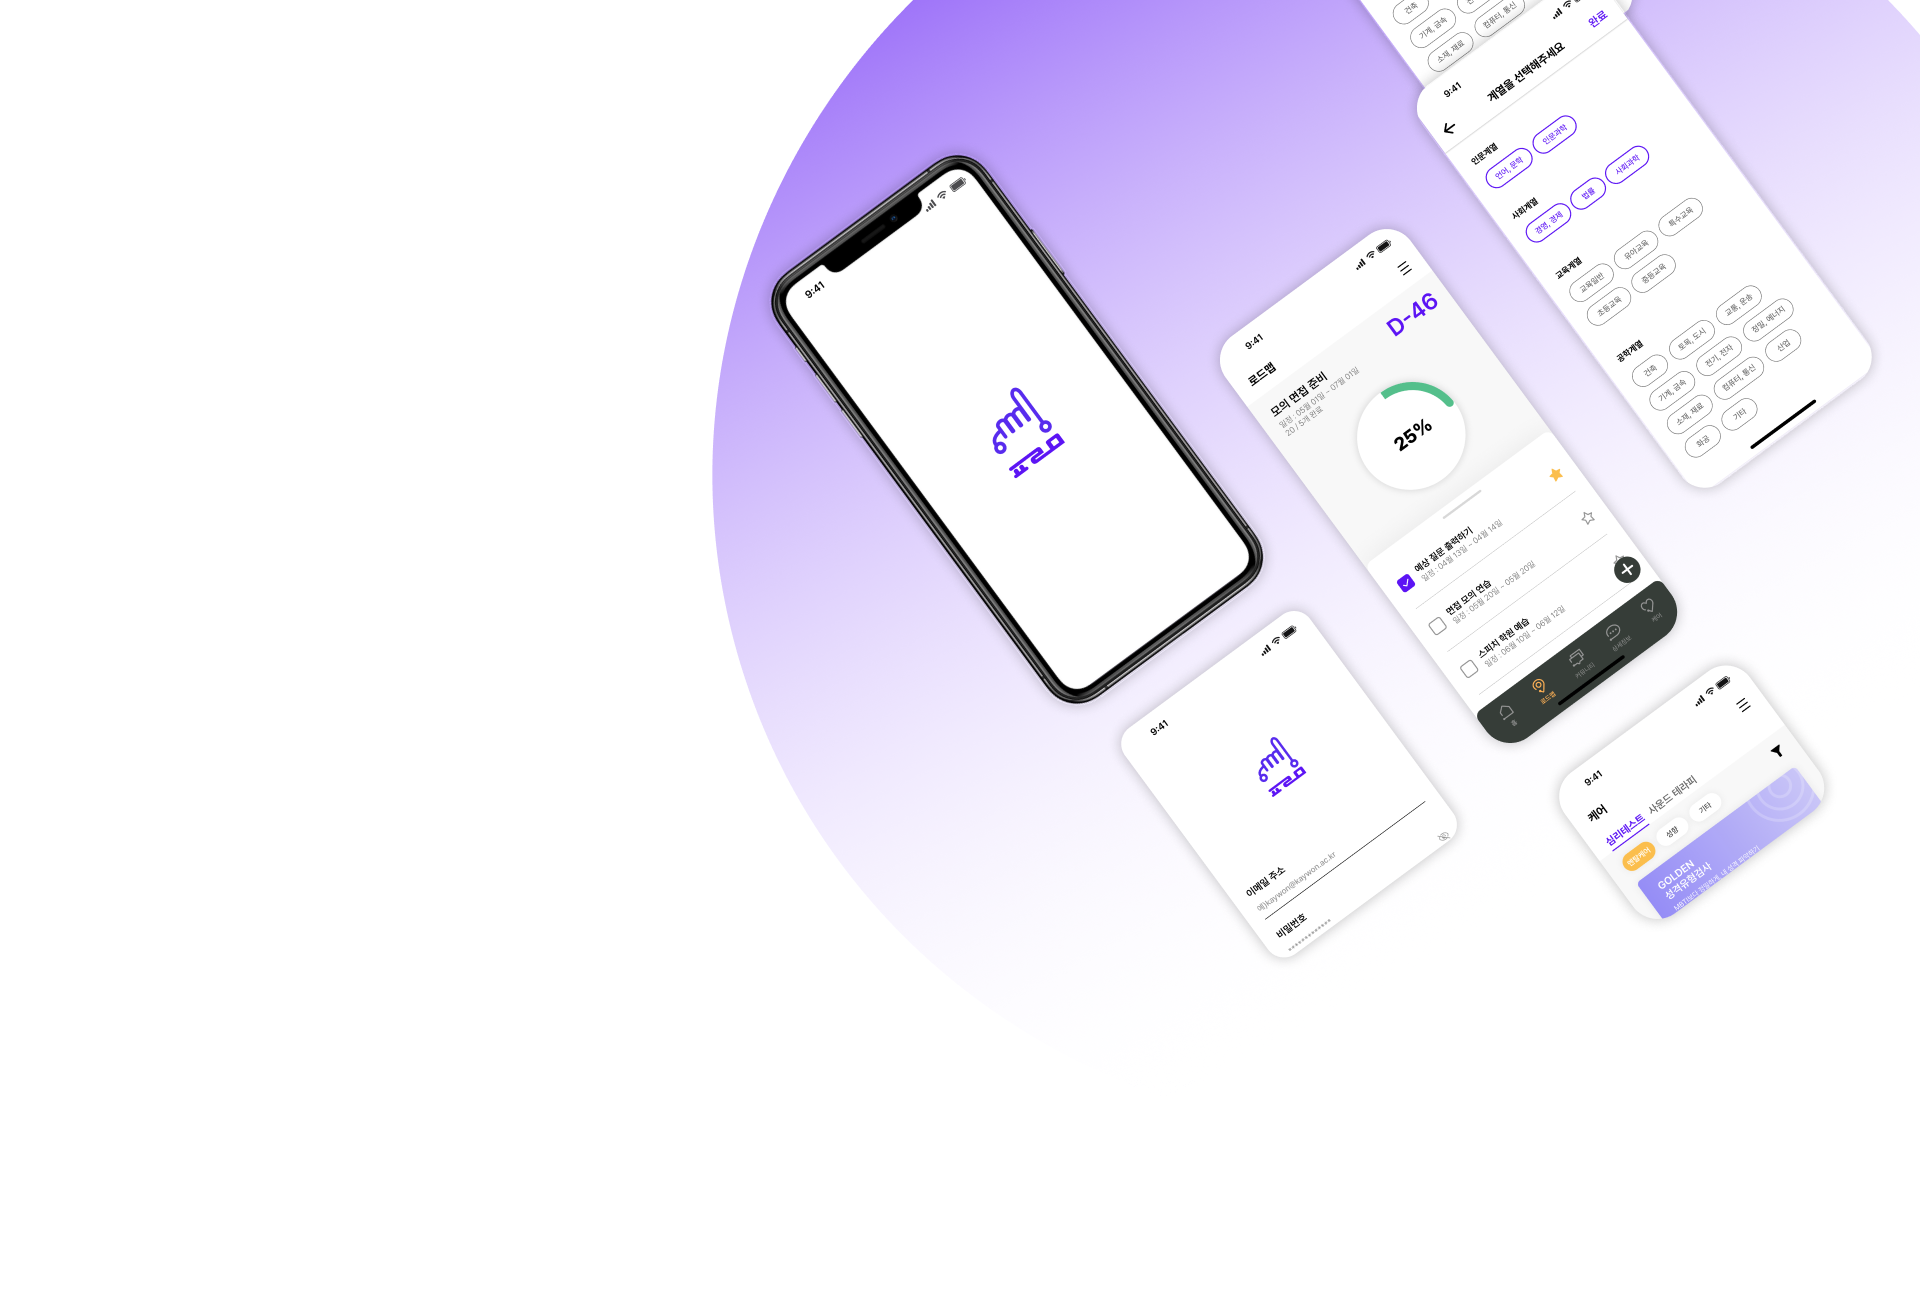 9:41
9:41
로드맵
D-46
모의 면접 준비
일정 : 05월 01일 ~ 07월 01일
20 / 5개 완료
25%
예상 질문 출력하기
일정 : 04월 13일 ~ 04월 14일
면접 모의 연습
일정 : 05월 20일 ~ 05월 20일
스피치 학원 예습
일정 : 06월 10일 ~ 06월 12일
홈
로드맵
커뮤니티
케어
건축
기계, 금속
컴퓨터, 통신
소재, 재료
9:41
완료
계열을 선택해주세요
인문계열
언어, 문학
인문과학
사회계열
경영, 경제
법률
사회과학
교육계열
교육일반
유아교육
특수교육
초등교육
중등교육
공학계열
건축
토목, 도시
교통, 운송
기계, 금속
전기, 전자
정밀, 에너지
소재, 재료
컴퓨터, 통신
산업
화공
기타
9:41
이메일 주소
예)kaywon@kaywon.ac.kr
비밀번호
9:41
케어
심리테스트
사운드 테라피
멘탈케어
성향
기타
GOLDEN
성격유형검사